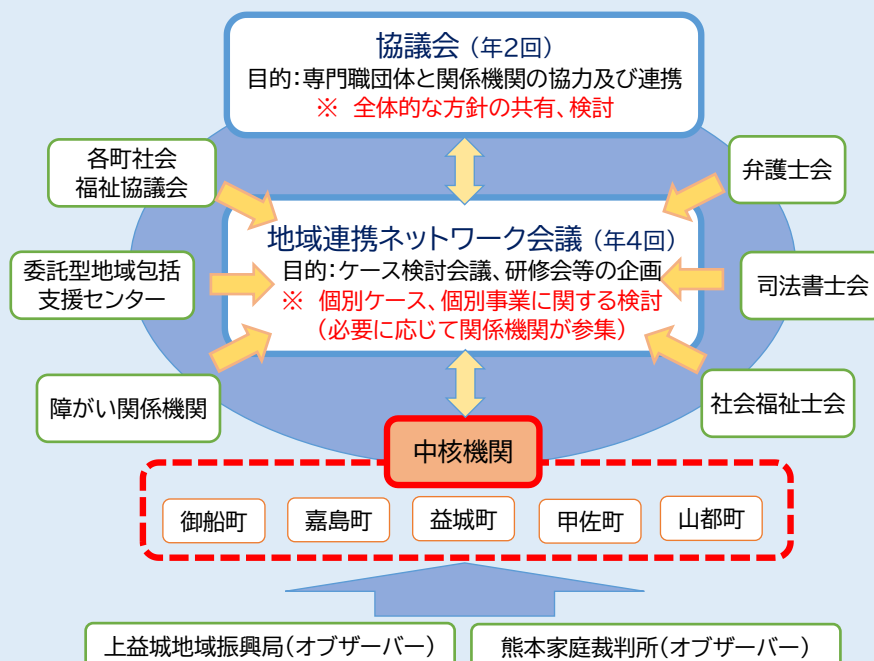 協議会（年2回）
目的：専門職団体と関係機関の協力及び連携
※ 全体的な方針の共有、検討
各町社会
福祉協議会
弁護士会
地域連携ネットワーク会議（年4回）
目的：ケース検討会議、研修会等の企画
※ 個別ケース、個別事業に関する検討
（必要に応じて関係機関が参集）
委託型地域包括
支援センター
司法書士会
障がい関係機関
社会福祉士会
中核機関
御船町
嘉島町
益城町
甲佐町
山都町
上益城地域振興局（オブザーバー）
熊本家庭裁判所（オブザーバー）